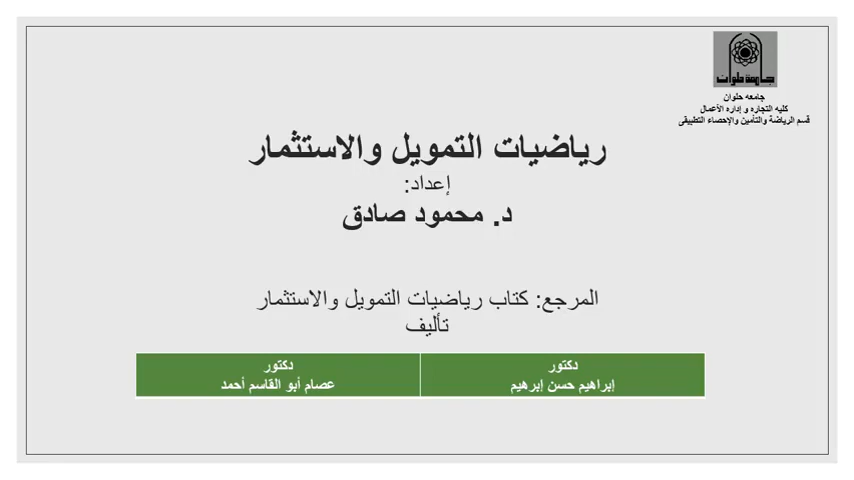 جامعة حلوان
جامعه حلوان
كليه التجاره و إداره الأعمال
قسم الرياضة والتأمين والإحصاء التطبيقى
رياضيات التمويل والاستثمار
إعداد:
د. محمود صادق
المرجع: كتاب رياضيات التمويل والاستثمار
تأليف
دكتور
إبراهيم حسن إبرهيم
دكتور
عصام أبو القاسم أحمد